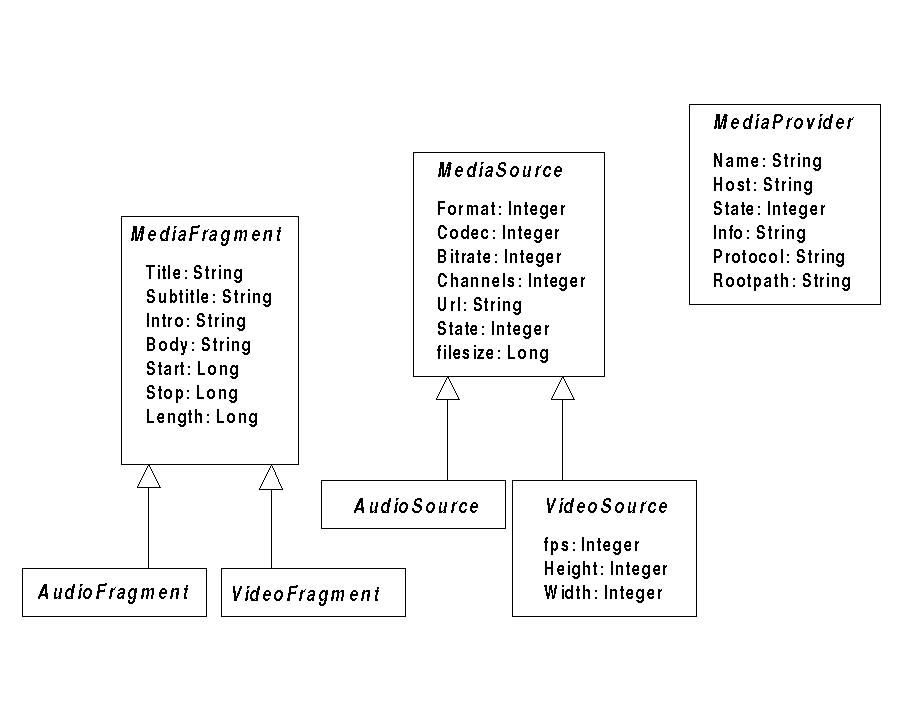 MediaProvider
Name: String
Host: String
State: Integer
Info: String
Protocol: String
Rootpath: String
MediaSource
Format: Integer
Codec: Integer
Bitrate: Integer
Channels: Integer
Url: String
State: Integer
filesize: Long
MediaFragment
Title: String
Subtitle: String
Intro: String
Body: String
Start: Long
Stop: Long
Length: Long
AudioSource
VideoSource
fps: Integer
Height: Integer
Width: Integer
AudioFragment
VideoFragment